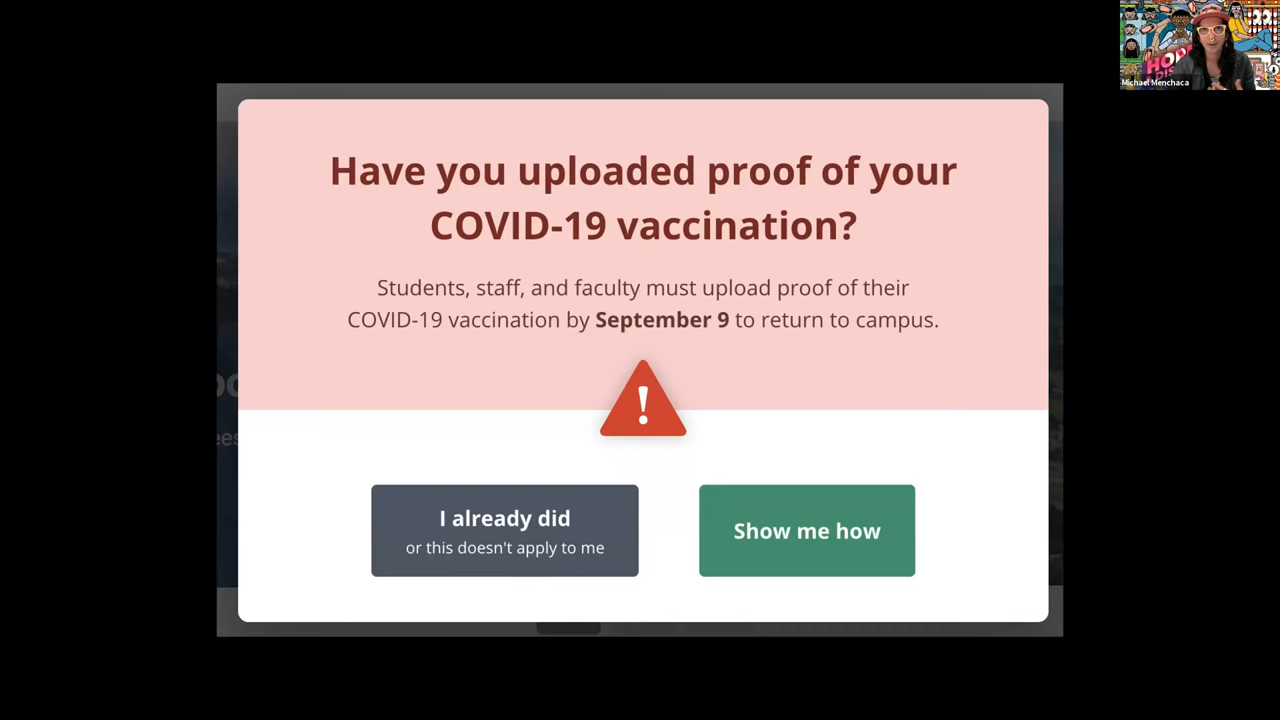 Have you uploaded proof of your
COVID-19 vaccination?
Students, staff, and faculty must upload proof of their
COVID-19 vaccination by September 9 to return to campus.
!
I already did
or this doesn't apply to me
Show me how
Michael Menchaca